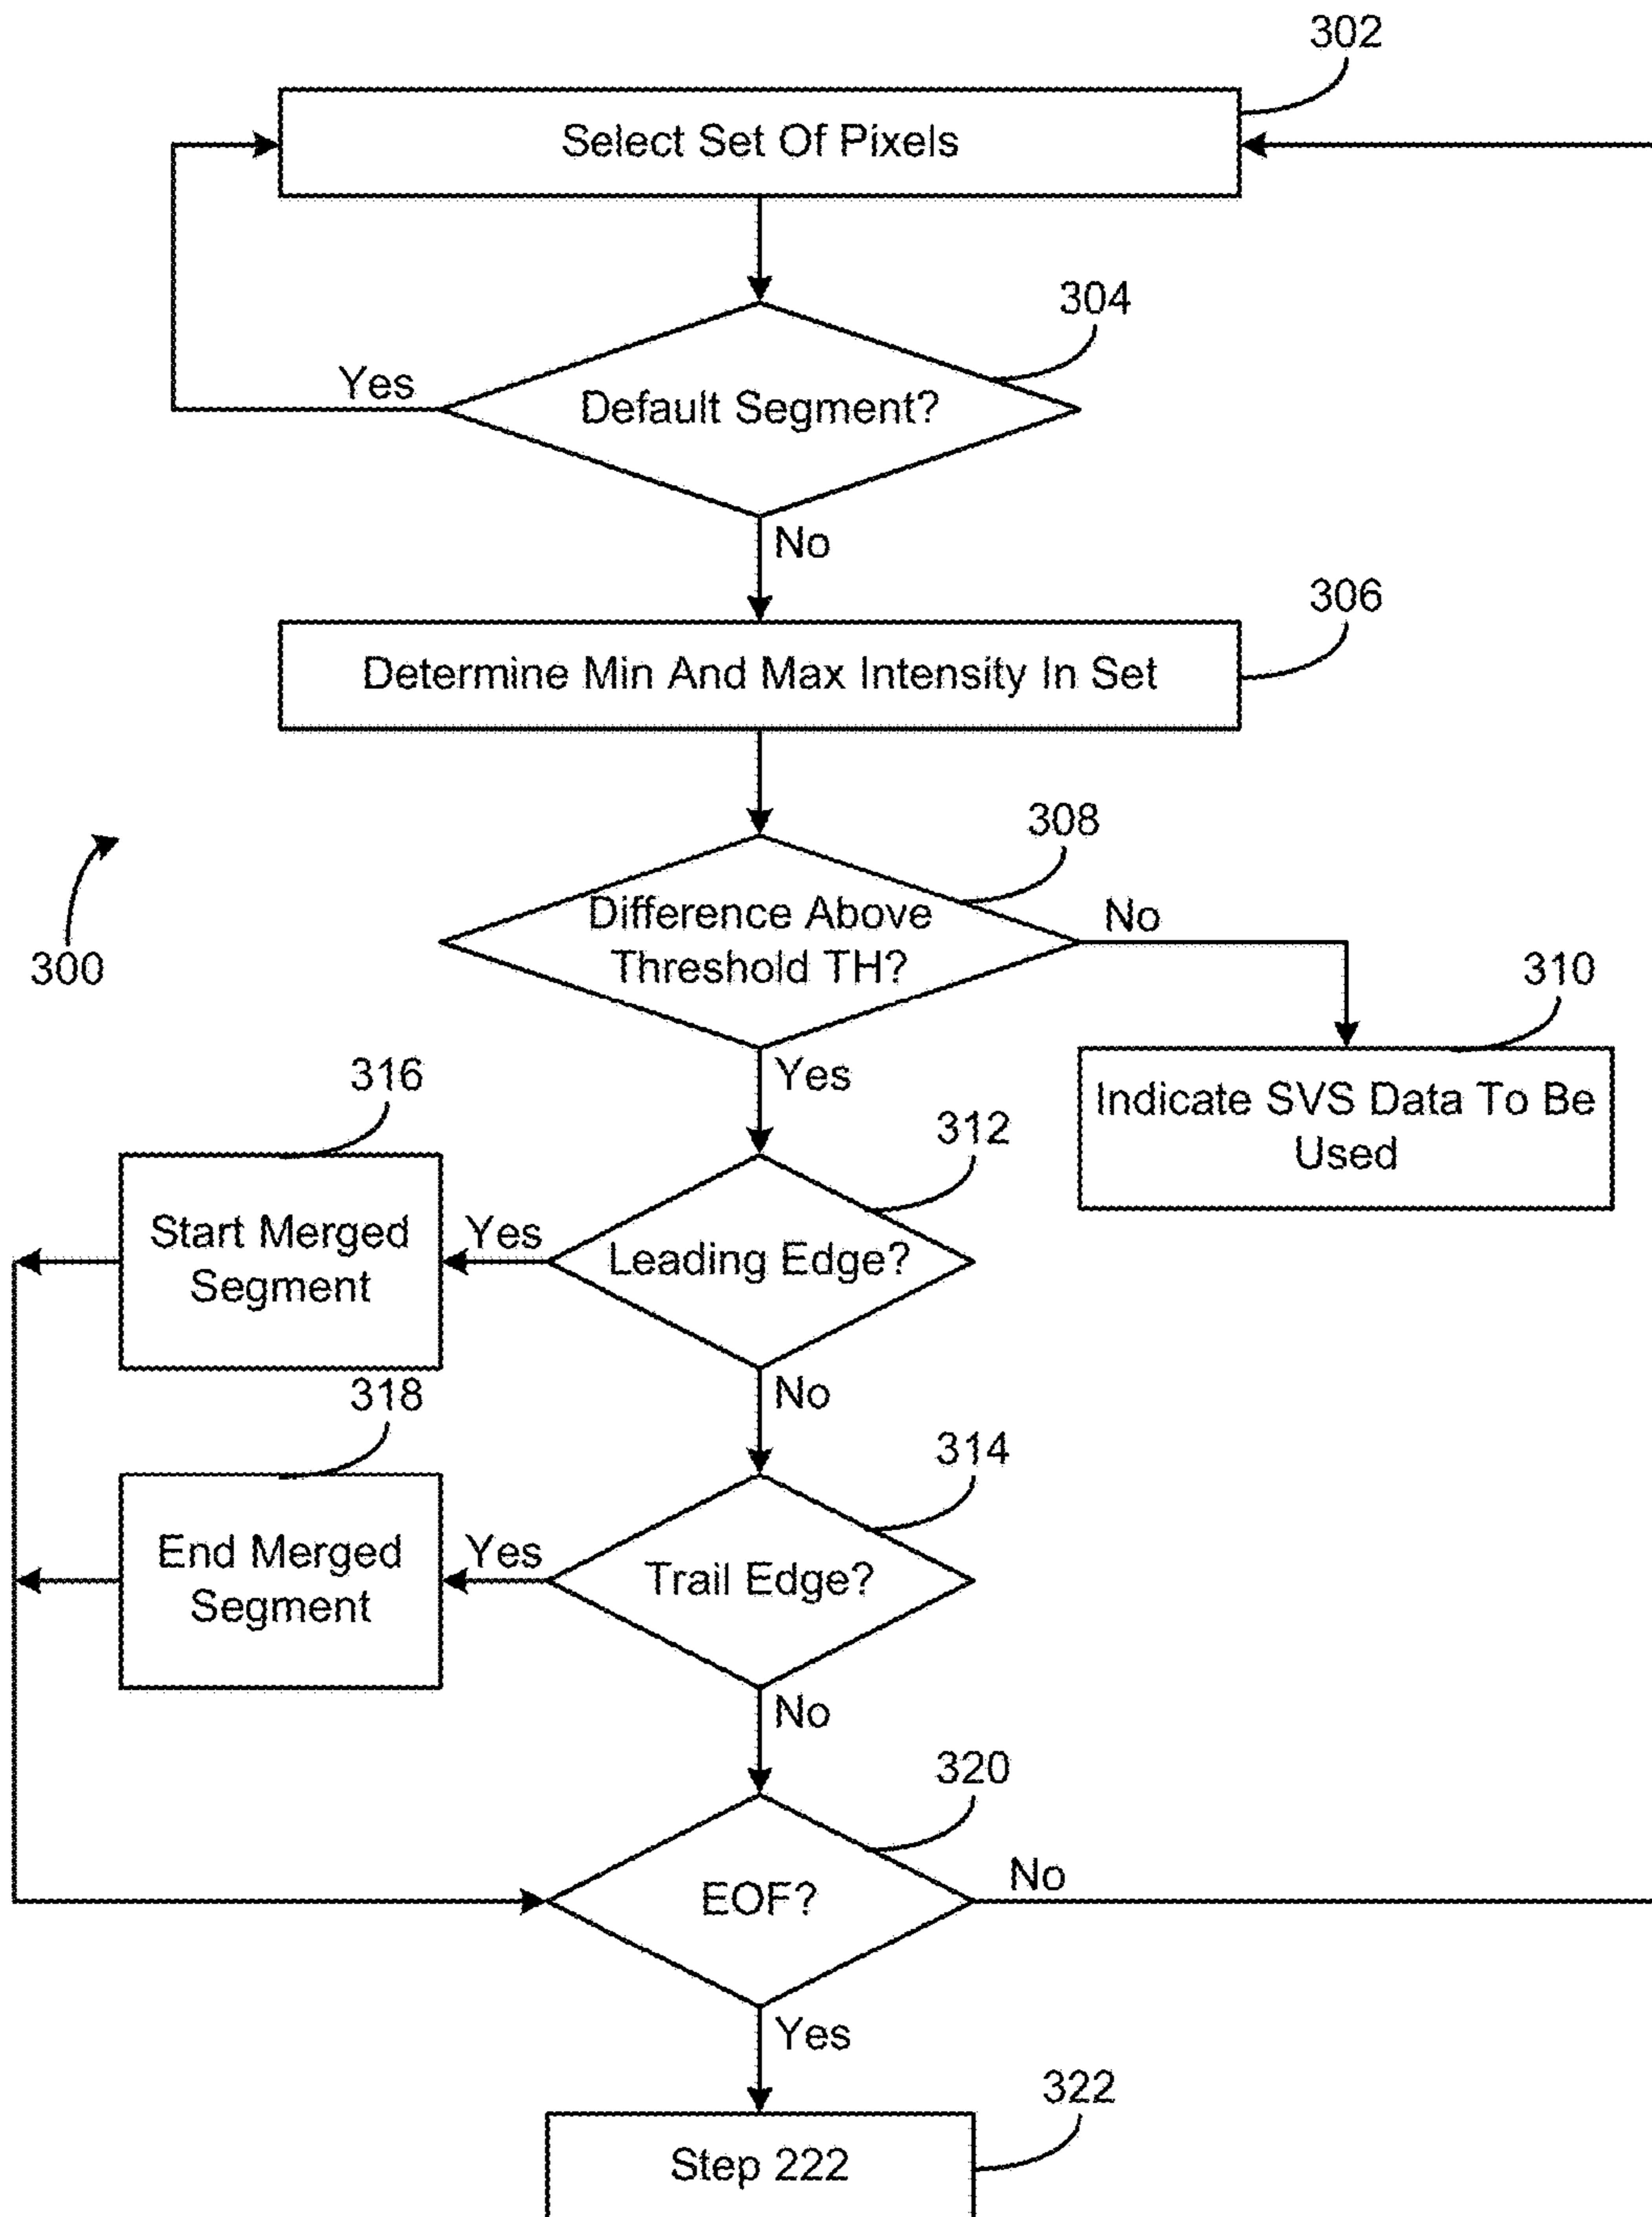 302
Select Set Of Pixels
304
Yes
Default Segment?
No
306
Determine Min And Max Intensity In Set
308
Difference Above
Threshold TH?
No
300
310
Yes
Indicate SVS Data To Be
Used
316
312
Start Merged
Segment
Yes
Leading Edge?
No
318
314
End Merged
Segment
Yes
Trail Edge?
No
320
EOF?
No
Yes
322
Step 222